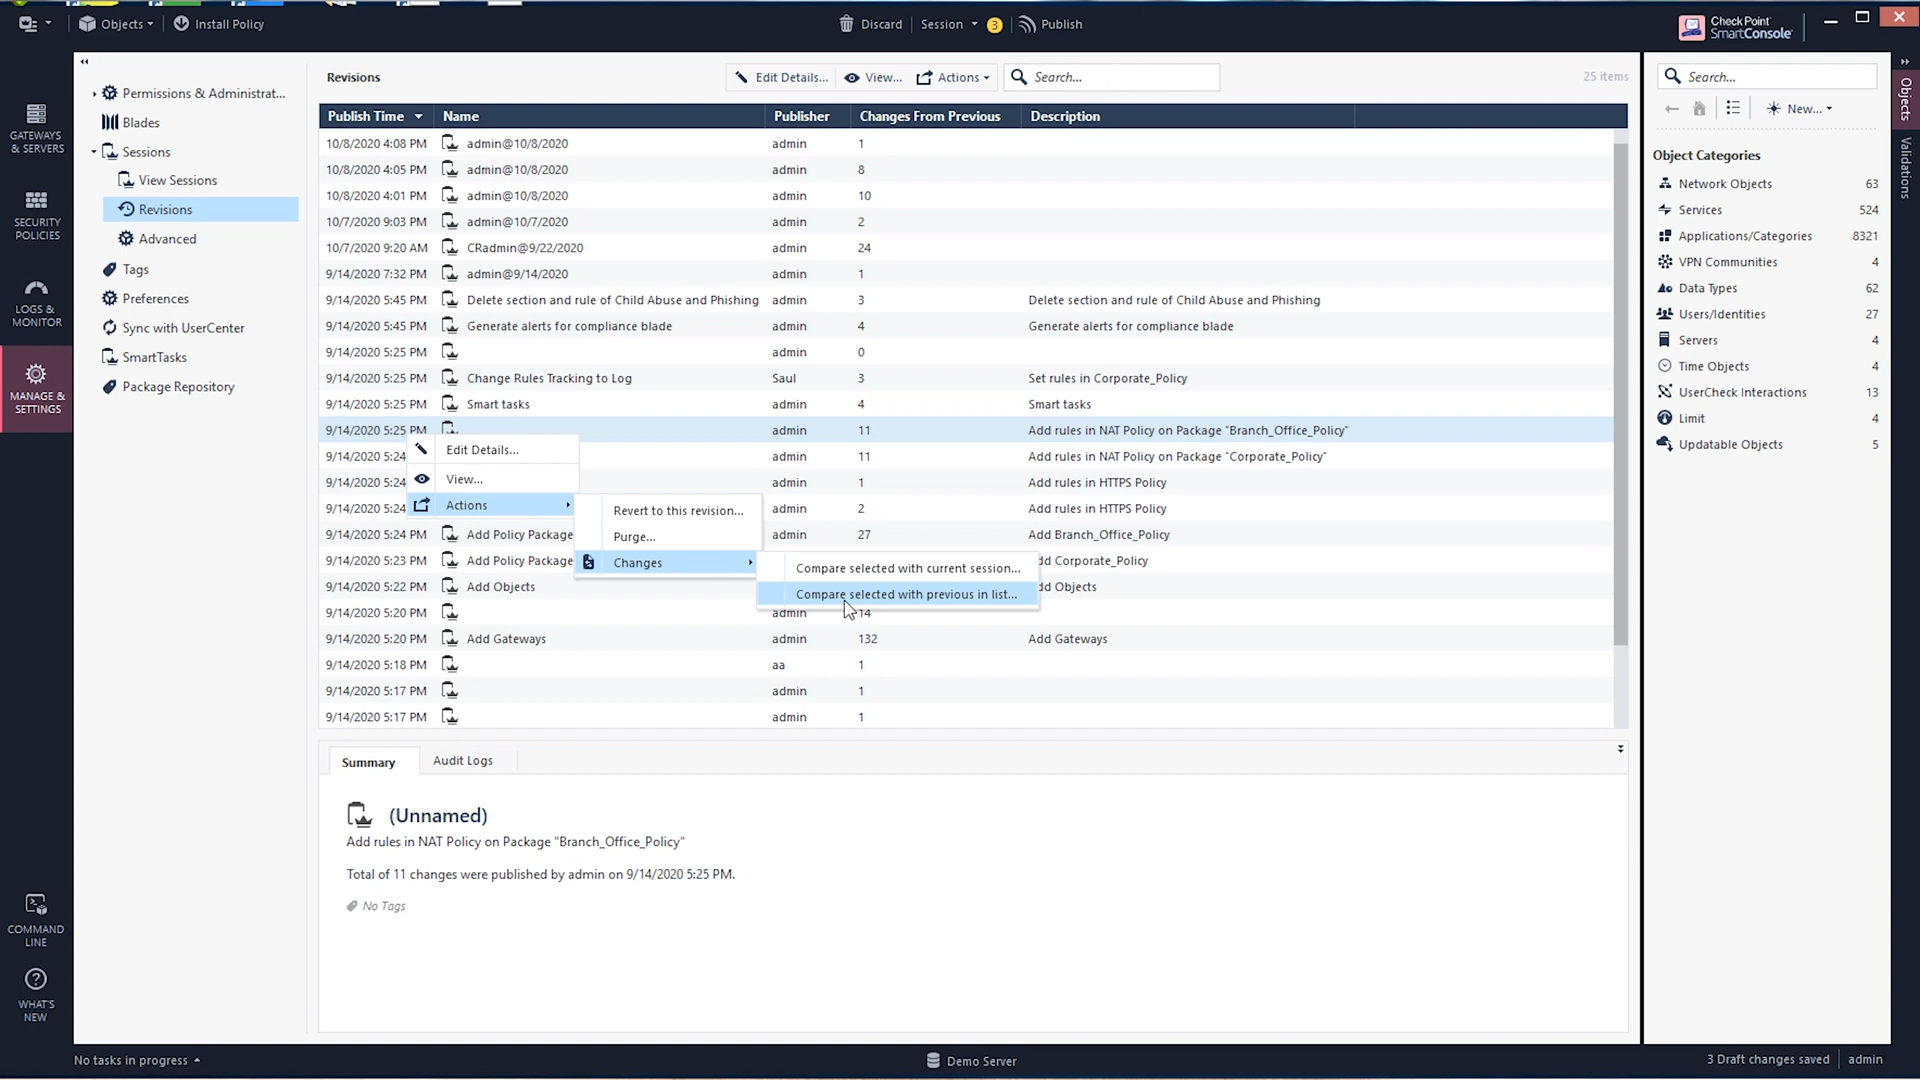 Objects
Install Policy
Discard
Session
3
Publish
Check Point
SmartConsole
GATEWAYS
& SERVERS
SECURITY
POLICIES
LOGS &
MONITOR
MANAGE &
SETTINGS
COMMAND
LINE
WHAT'S
NEW
Permissions & Administrat...
Blades
Sessions
View Sessions
Revisions
Advanced
Tags
Preferences
Sync with UserCenter
SmartTasks
Package Repository
Revisions
Edit Details...
View...
Actions
Search...
25 items
Publish Time Name Publisher Changes From Previous Description
10/8/2020 4:08 PM admin@10/8/2020 admin 1
10/8/2020 4:05 PM admin@10/8/2020 admin 8
10/8/2020 4:01 PM admin@10/8/2020 admin 10
10/7/2020 9:03 PM admin@10/7/2020 admin 2
10/7/2020 9:20 AM CRadmin@9/22/2020 admin 24
9/14/2020 7:32 PM admin@9/14/2020 admin 1
9/14/2020 5:45 PM Delete section and rule of Child Abuse and Phishing admin 3 Delete section and rule of Child Abuse and Phishing
9/14/2020 5:45 PM Generate alerts for compliance blade admin 4 Generate alerts for compliance blade
9/14/2020 5:25 PM admin 0
9/14/2020 5:25 PM Change Rules Tracking to Log Saul 3 Set rules in Corporate_Policy
9/14/2020 5:25 PM Smart tasks admin 4 Smart tasks
9/14/2020 5:25 PM admin 11 Add rules in NAT Policy on Package "Branch_Office_Policy"
9/14/2020 5:24 admin 11 Add rules in NAT Policy on Package "Corporate_Policy"
9/14/2020 5:24 admin 1 Add rules in HTTPS Policy
9/14/2020 5:24 admin 2 Add rules in HTTPS Policy
9/14/2020 5:24 PM Add Policy Package admin 27 Add Branch_Office_Policy
9/14/2020 5:23 PM Add Policy Package dd Corporate_Policy
9/14/2020 5:22 PM Add Objects dd Objects
9/14/2020 5:20 PM admin 14
9/14/2020 5:20 PM Add Gateways admin 132 Add Gateways
9/14/2020 5:18 PM aa 1
9/14/2020 5:17 PM admin 1
9/14/2020 5:17 PM admin 1
Edit Details...
View...
Actions
Revert to this revision...
Purge...
Changes
Compare selected with current session...
Compare selected with previous in list...
Summary
Audit Logs
(Unnamed)
Add rules in NAT Policy on Package "Branch_Office_Policy"
Total of 11 changes were published by admin on 9/14/2020 5:25 PM.
No Tags
Search...
New...
Object Categories
Network Objects 63
Services 524
Applications/Categories 8321
VPN Communities 4
Data Types 62
Users/Identities 27
Servers 4
Time Objects 4
UserCheck Interactions 13
Limit 4
Updatable Objects 5
Objects
Validations
No tasks in progress
Demo Server
3 Draft changes saved
admin